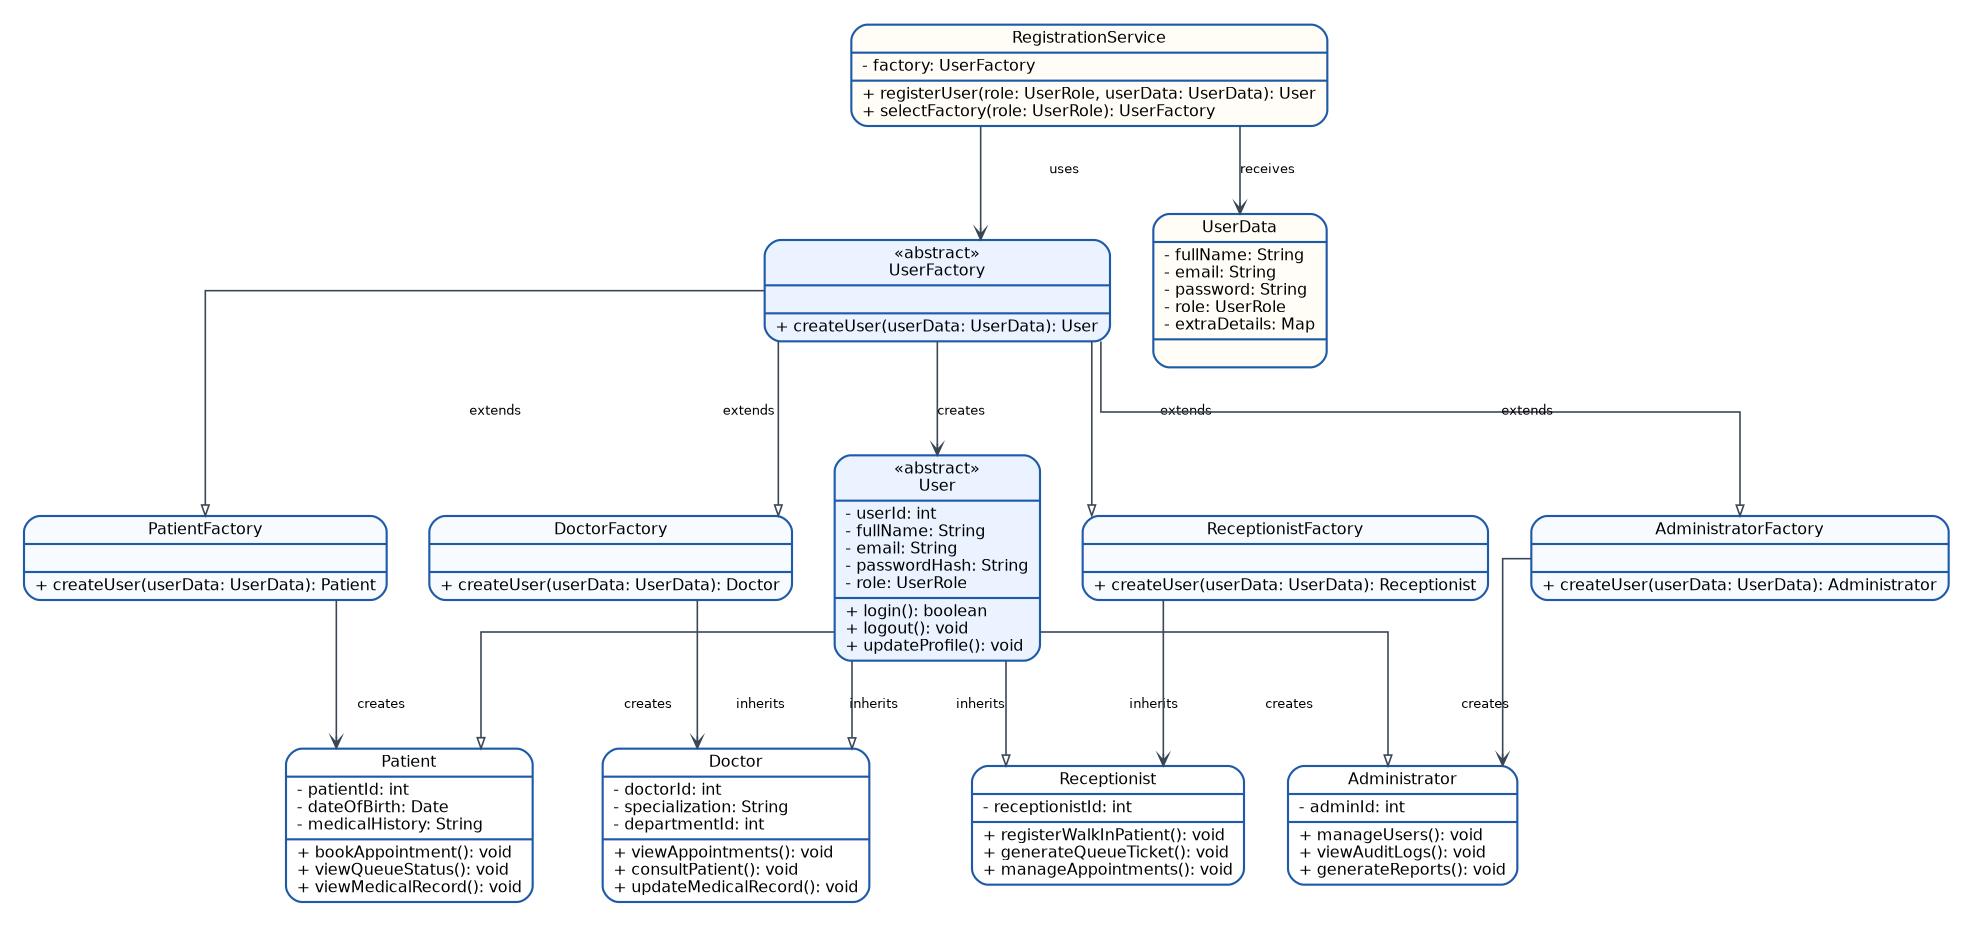 RegistrationService
- factory: UserFactory
+ registerUser(role: UserRole, userData: UserData): User
+ selectFactory(role: UserRole): UserFactory
uses
receives
«abstract»
UserFactory
+ createUser(userData: UserData): User
UserData
- fullName: String
- email: String
- password: String
- role: UserRole
- extraDetails: Map
extends
extends
creates
extends
extends
PatientFactory
+ createUser(userData: UserData): Patient
DoctorFactory
+ createUser(userData: UserData): Doctor
«abstract»
User
- userId: int
- fullName: String
- email: String
- passwordHash: String
- role: UserRole
+ login(): boolean
+ logout(): void
+ updateProfile(): void
ReceptionistFactory
+ createUser(userData: UserData): Receptionist
AdministratorFactory
+ createUser(userData: UserData): Administrator
creates
creates
inherits
inherits
inherits
inherits
creates
creates
Patient
- patientId: int
- dateOfBirth: Date
- medicalHistory: String
+ bookAppointment(): void
+ viewQueueStatus(): void
+ viewMedicalRecord(): void
Doctor
- doctorId: int
- specialization: String
- departmentId: int
+ viewAppointments(): void
+ consultPatient(): void
+ updateMedicalRecord(): void
Receptionist
- receptionistId: int
+ registerWalkInPatient(): void
+ generateQueueTicket(): void
+ manageAppointments(): void
Administrator
- adminId: int
+ manageUsers(): void
+ viewAuditLogs(): void
+ generateReports(): void